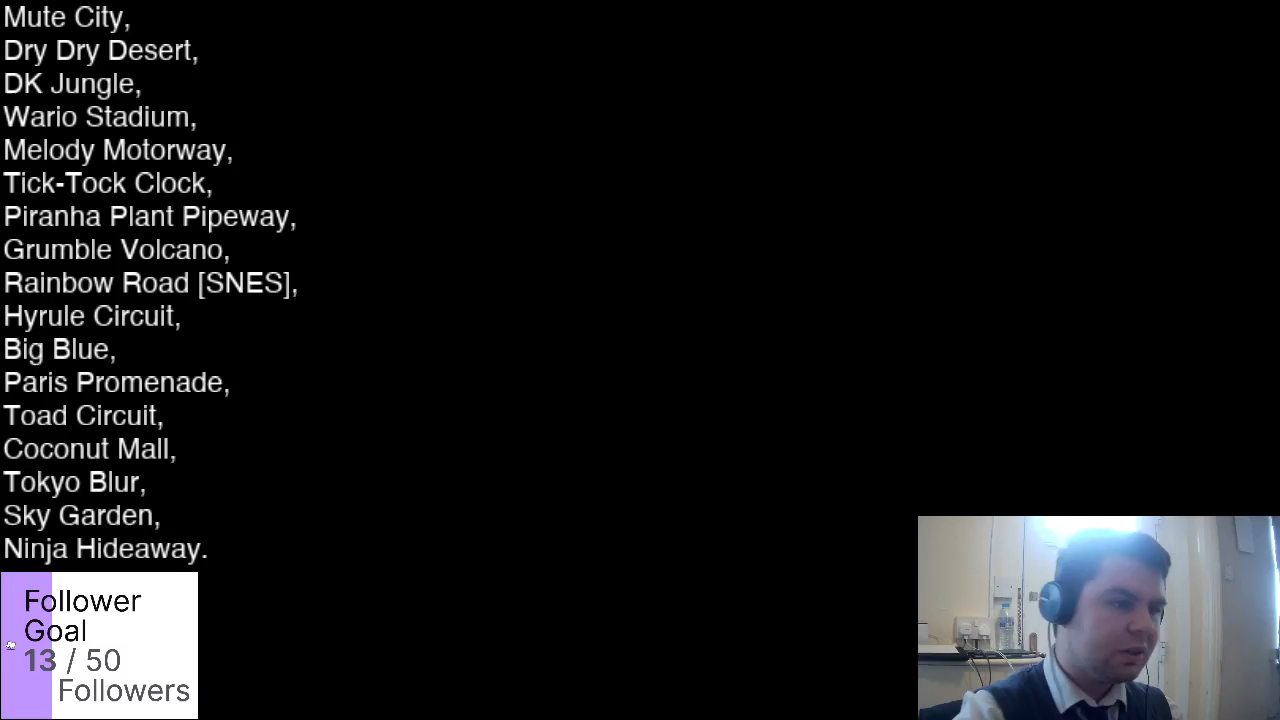 Mute City,
Dry Dry Desert,
DK Jungle,
Wario Stadium,
Melody Motorway,
Tick-Tock Clock,
Piranha Plant Pipeway,
Grumble Volcano,
Rainbow Road [SNES],
Hyrule Circuit,
Big Blue,
Paris Promenade,
Toad Circuit,
Coconut Mall,
Tokyo Blur,
Sky Garden,
Ninja Hideaway.
Follower
Goal
13 / 50
Followers